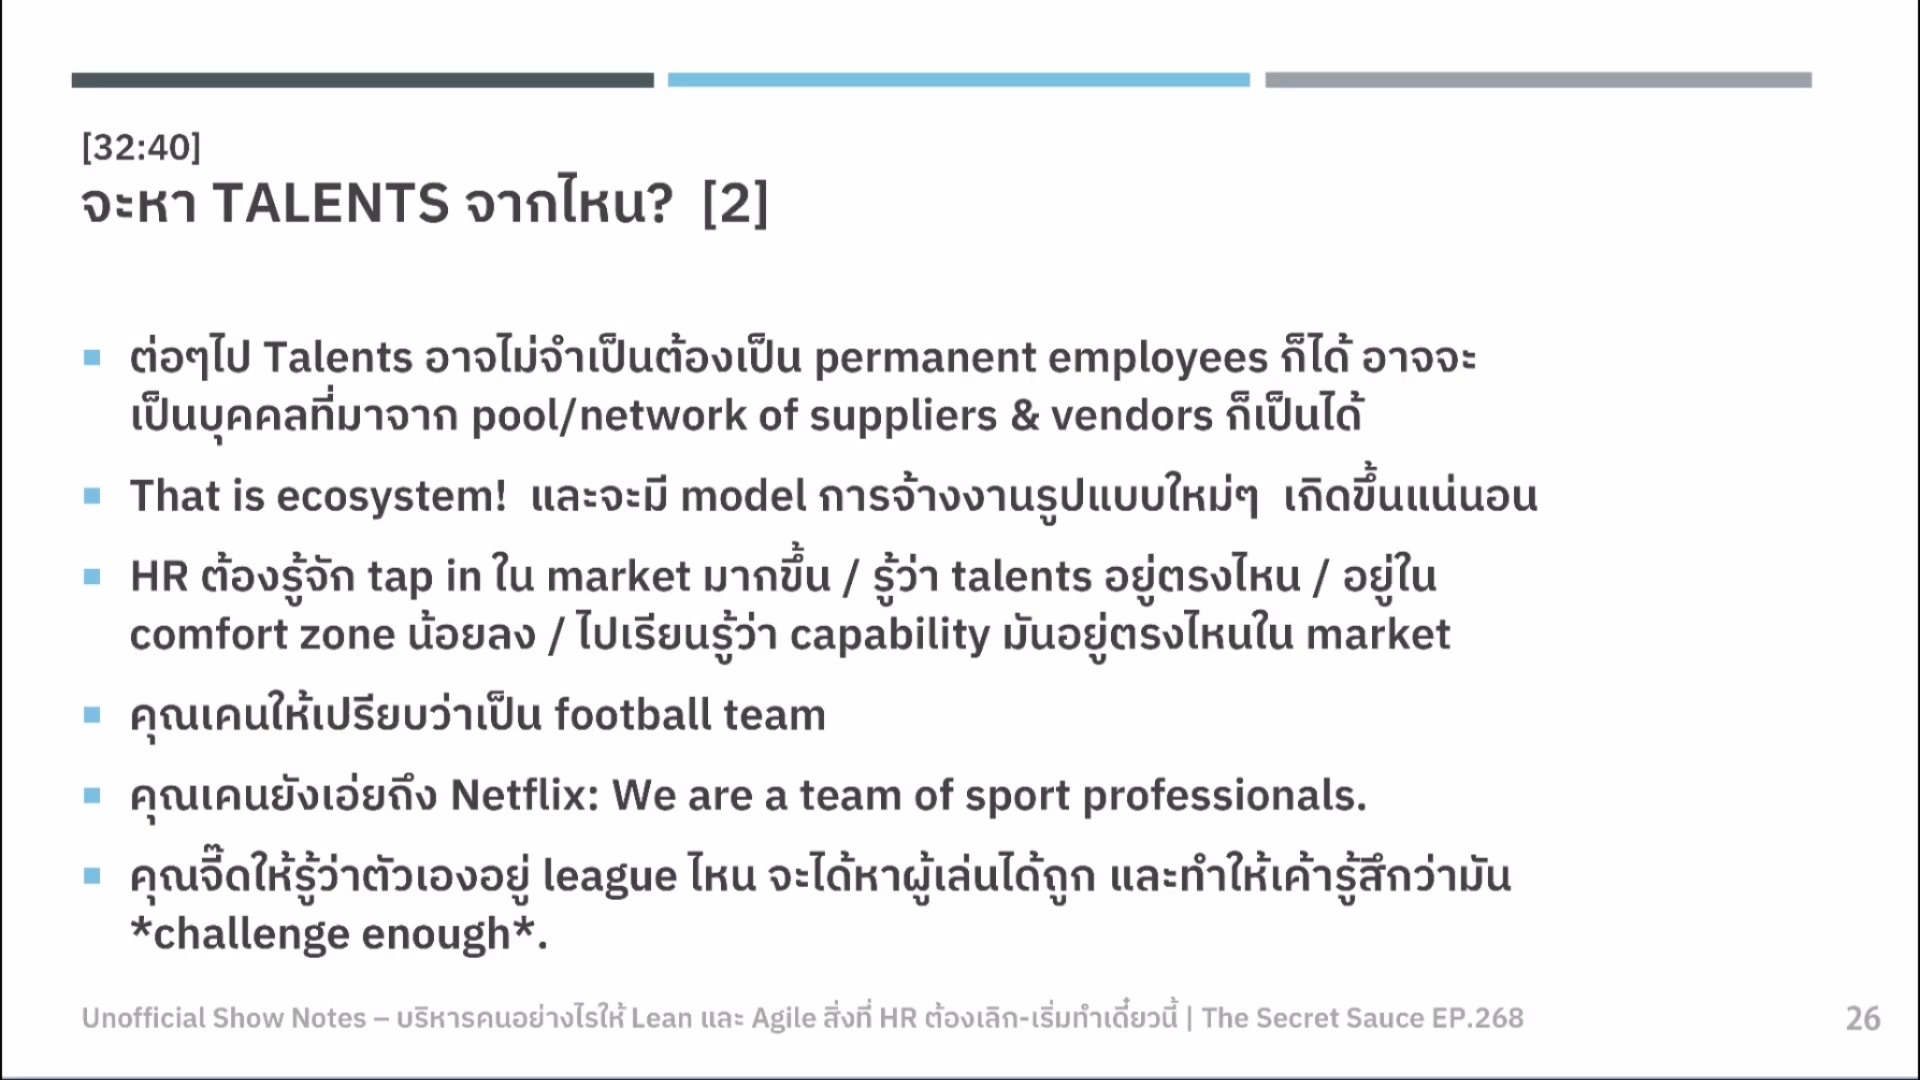 [32:40]
จะหา TALENTS จากไหน? [2]
▪ ต่อๆไป Talents อาจไม่จำเป็นต้องเป็น permanent employees ก็ได้ อาจจะ
เป็นบุคคลที่มาจาก pool/network of suppliers & vendors ก็เป็นได้
▪ That is ecosystem! และจะมี model การจ้างงานรูปแบบใหม่ๆ เกิดขึ้นแน่นอน
▪ HR ต้องรู้จัก tap in ใน market มากขึ้น / รู้ว่า talents อยู่ตรงไหน / อยู่ใน
comfort zone น้อยลง / ไปเรียนรู้ว่า capability มันอยู่ตรงไหนใน market
▪ คุณเคนให้เปรียบว่าเป็น football team
▪ คุณเคนยังเอ่ยถึง Netflix: We are a team of sport professionals.
▪ คุณจี๊ดให้รู้ว่าตัวเองอยู่ league ไหน จะได้หาผู้เล่นได้ถูก และทำให้เค้ารู้สึกว่ามัน
*challenge enough*.
Unofficial Show Notes – บริหารคนอย่างไรให้ Lean และ Agile สิ่งที่ HR ต้องเลิก-เริ่มทำเดี๋ยวนี้ | The Secret Sauce EP.268
26